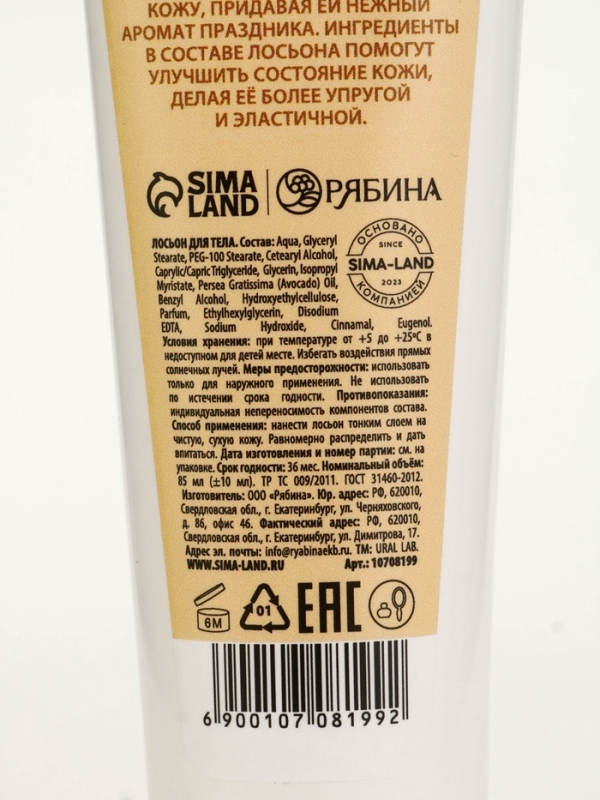 КОЖУ, ПРИДАВАЯ ЕЙ НЕЖНЫЙ
АРОМАТ ПРАЗДНИКА. ИНГРЕДИЕНТЫ
В СОСТАВЕ ЛОСЬОНА ПОМОГУТ
УЛУЧШИТЬ СОСТОЯНИЕ КОЖИ,
ДЕЛАЯ ЕЁ БОЛЕЕ УПРУГОЙ
И ЭЛАСТИЧНОЙ.
SIMA LAND
РЯБИНА
ОСНОВАНО
SINCE
SIMA-LAND
2023
КОМПАНИЕЙ
ЛОСЬОН ДЛЯ ТЕЛА. Состав: Aqua, Glyceryl
Stearate, PEG-100 Stearate, Cetearyl Alcohol,
Caprylic/Capric Triglyceride, Glycerin, Isopropyl
Myristate, Persea Gratissima (Avocado) Oil,
Benzyl Alcohol, Hydroxyethylcellulose,
Parfum, Ethylhexylglycerin, Disodium
EDTA, Sodium Hydroxide, Cinnamal, Eugenol.
Условия хранения: при температуре от +5 до +25ºС в
недоступном для детей месте. Избегать воздействия прямых
солнечных лучей. Меры предосторожности: использовать
только для наружного применения. Не использовать
по истечении срока годности. Противопоказания:
индивидуальная непереносимость компонентов состава.
Способ применения: нанести лосьон тонким слоем на
чистую, сухую кожу. Равномерно распределить и дать
впитаться. Дата изготовления и номер партии: см. на
упаковке. Срок годности: 36 мес. Номинальный объём:
85 мл (±10 мл). ТР ТС 009/2011. ГОСТ 31460-2012.
Изготовитель: ООО «Рябина». Юр. адрес: РФ, 620010,
Свердловская обл., г. Екатеринбург, ул. Черняховского,
д. 86, офис 46. Фактический адрес: РФ, 620010,
Свердловская обл., г. Екатеринбург, ул. Димитрова, 17.
Адрес эл. почты: info@ryabinaekb.ru. ТМ: URAL LAB.
WWW.SIMA-LAND.RU Арт.: 10708199
6М
01
EAC
6 900107 081992